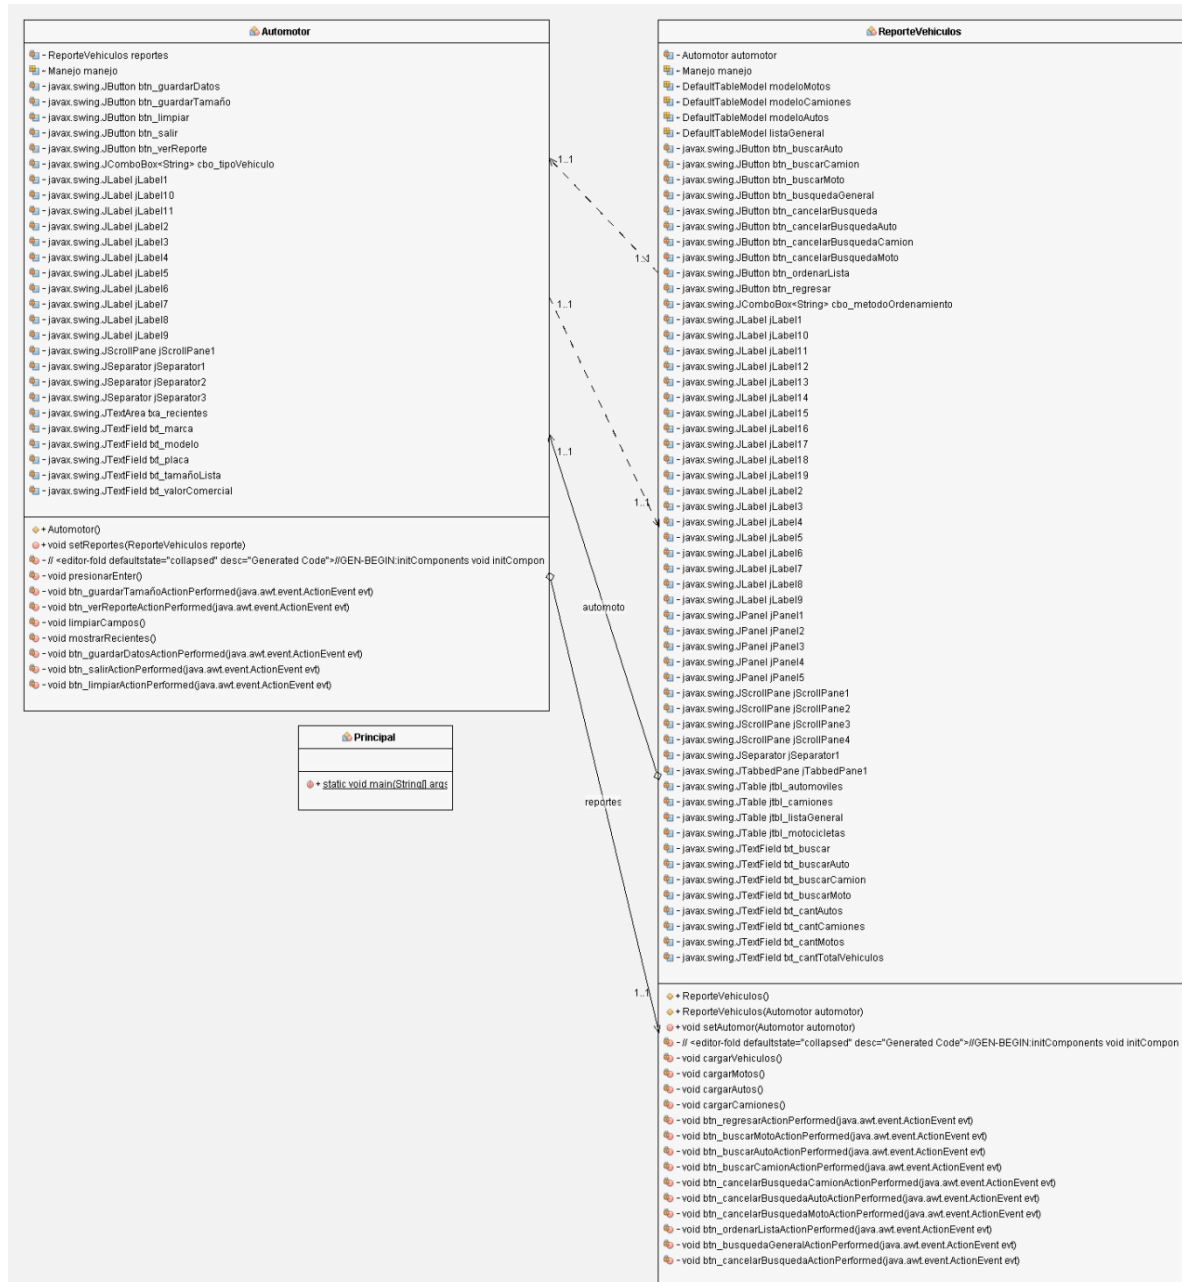 Automotor
- ReporteVehiculos reportes
- Manejo manejo
- javax.swing.JButton btn_guardarDatos
- javax.swing.JButton btn_guardarTamaño
- javax.swing.JButton btn_limpiar
- javax.swing.JButton btn_salir
- javax.swing.JButton btn_verReporte
- javax.swing.JComboBox<String> cbo_tipoVehiculo
- javax.swing.JLabel jLabel1
- javax.swing.JLabel jLabel10
- javax.swing.JLabel jLabel11
- javax.swing.JLabel jLabel2
- javax.swing.JLabel jLabel3
- javax.swing.JLabel jLabel4
- javax.swing.JLabel jLabel5
- javax.swing.JLabel jLabel6
- javax.swing.JLabel jLabel7
- javax.swing.JLabel jLabel8
- javax.swing.JLabel jLabel9
- javax.swing.JScrollPane jScrollPane1
- javax.swing.JSeparator jSeparator1
- javax.swing.JSeparator jSeparator2
- javax.swing.JSeparator jSeparator3
- javax.swing.JTextArea txa_recientes
- javax.swing.JTextField txt_marca
- javax.swing.JTextField txt_modelo
- javax.swing.JTextField txt_placa
- javax.swing.JTextField txt_tamañoLista
- javax.swing.JTextField txt_valorComercial
+ Automotor()
+ void setReportes(ReporteVehiculos reporte)
- // <editor-fold defaultstate="collapsed" desc="Generated Code">//GEN-BEGIN:initComponents void initCompon
- void presionarEnter()
- void btn_guardarTamañoActionPerformed(java.awt.event.ActionEvent evt)
- void btn_verReporteActionPerformed(java.awt.event.ActionEvent evt)
- void limpiarCampos()
- void mostrarRecientes()
- void btn_guardarDatosActionPerformed(java.awt.event.ActionEvent evt)
- void btn_salirActionPerformed(java.awt.event.ActionEvent evt)
- void btn_limpiarActionPerformed(java.awt.event.ActionEvent evt)
Principal
+ static void main(String[] args
1..1
1..1
1..1
1..1
1..1
automoto
reportes
1..1
ReporteVehiculos
- Automotor automotor
- Manejo manejo
- DefaultTableModel modeloMotos
- DefaultTableModel modeloCamiones
- DefaultTableModel modeloAutos
- DefaultTableModel listaGeneral
- javax.swing.JButton btn_buscarAuto
- javax.swing.JButton btn_buscarCamion
- javax.swing.JButton btn_buscarMoto
- javax.swing.JButton btn_busquedaGeneral
- javax.swing.JButton btn_cancelarBusqueda
- javax.swing.JButton btn_cancelarBusquedaAuto
- javax.swing.JButton btn_cancelarBusquedaCamion
- javax.swing.JButton btn_cancelarBusquedaMoto
- javax.swing.JButton btn_ordenarLista
- javax.swing.JButton btn_regresar
- javax.swing.JComboBox<String> cbo_metodoOrdenamiento
- javax.swing.JLabel jLabel1
- javax.swing.JLabel jLabel10
- javax.swing.JLabel jLabel11
- javax.swing.JLabel jLabel12
- javax.swing.JLabel jLabel13
- javax.swing.JLabel jLabel14
- javax.swing.JLabel jLabel15
- javax.swing.JLabel jLabel16
- javax.swing.JLabel jLabel17
- javax.swing.JLabel jLabel18
- javax.swing.JLabel jLabel19
- javax.swing.JLabel jLabel2
- javax.swing.JLabel jLabel3
- javax.swing.JLabel jLabel4
- javax.swing.JLabel jLabel5
- javax.swing.JLabel jLabel6
- javax.swing.JLabel jLabel7
- javax.swing.JLabel jLabel8
- javax.swing.JLabel jLabel9
- javax.swing.JPanel jPanel1
- javax.swing.JPanel jPanel2
- javax.swing.JPanel jPanel3
- javax.swing.JPanel jPanel4
- javax.swing.JPanel jPanel5
- javax.swing.JScrollPane jScrollPane1
- javax.swing.JScrollPane jScrollPane2
- javax.swing.JScrollPane jScrollPane3
- javax.swing.JScrollPane jScrollPane4
- javax.swing.JSeparator jSeparator1
- javax.swing.JTabbedPane jTabbedPane1
- javax.swing.JTable jtbl_automoviles
- javax.swing.JTable jtbl_camiones
- javax.swing.JTable jtbl_listaGeneral
- javax.swing.JTable jtbl_motocicletas
- javax.swing.JTextField txt_buscar
- javax.swing.JTextField txt_buscarAuto
- javax.swing.JTextField txt_buscarCamion
- javax.swing.JTextField txt_buscarMoto
- javax.swing.JTextField txt_cantAutos
- javax.swing.JTextField txt_cantCamiones
- javax.swing.JTextField txt_cantMotos
- javax.swing.JTextField txt_cantTotalVehiculos
+ ReporteVehiculos()
+ ReporteVehiculos(Automotor automotor)
+ void setAutomor(Automotor automotor)
- // <editor-fold defaultstate="collapsed" desc="Generated Code">//GEN-BEGIN:initComponents void initCompon
- void cargarVehiculos()
- void cargarMotos()
- void cargarAutos()
- void cargarCamiones()
- void btn_regresarActionPerformed(java.awt.event.ActionEvent evt)
- void btn_buscarMotoActionPerformed(java.awt.event.ActionEvent evt)
- void btn_buscarAutoActionPerformed(java.awt.event.ActionEvent evt)
- void btn_buscarCamionActionPerformed(java.awt.event.ActionEvent evt)
- void btn_cancelarBusquedaCamionActionPerformed(java.awt.event.ActionEvent evt)
- void btn_cancelarBusquedaAutoActionPerformed(java.awt.event.ActionEvent evt)
- void btn_cancelarBusquedaMotoActionPerformed(java.awt.event.ActionEvent evt)
- void btn_ordenarListaActionPerformed(java.awt.event.ActionEvent evt)
- void btn_busquedaGeneralActionPerformed(java.awt.event.ActionEvent evt)
- void btn_cancelarBusquedaActionPerformed(java.awt.event.ActionEvent evt)